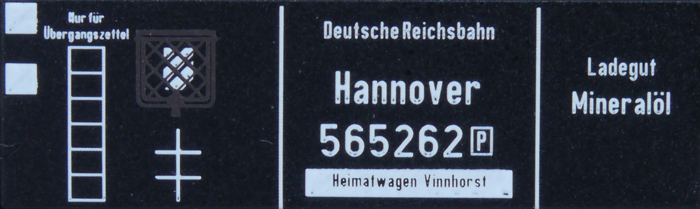 Nur für
Übergangszettel
Deutsche Reichsbahn
Hannover
565262 P
Heimatwagen Vinnhorst
Ladegut
Mineralöl